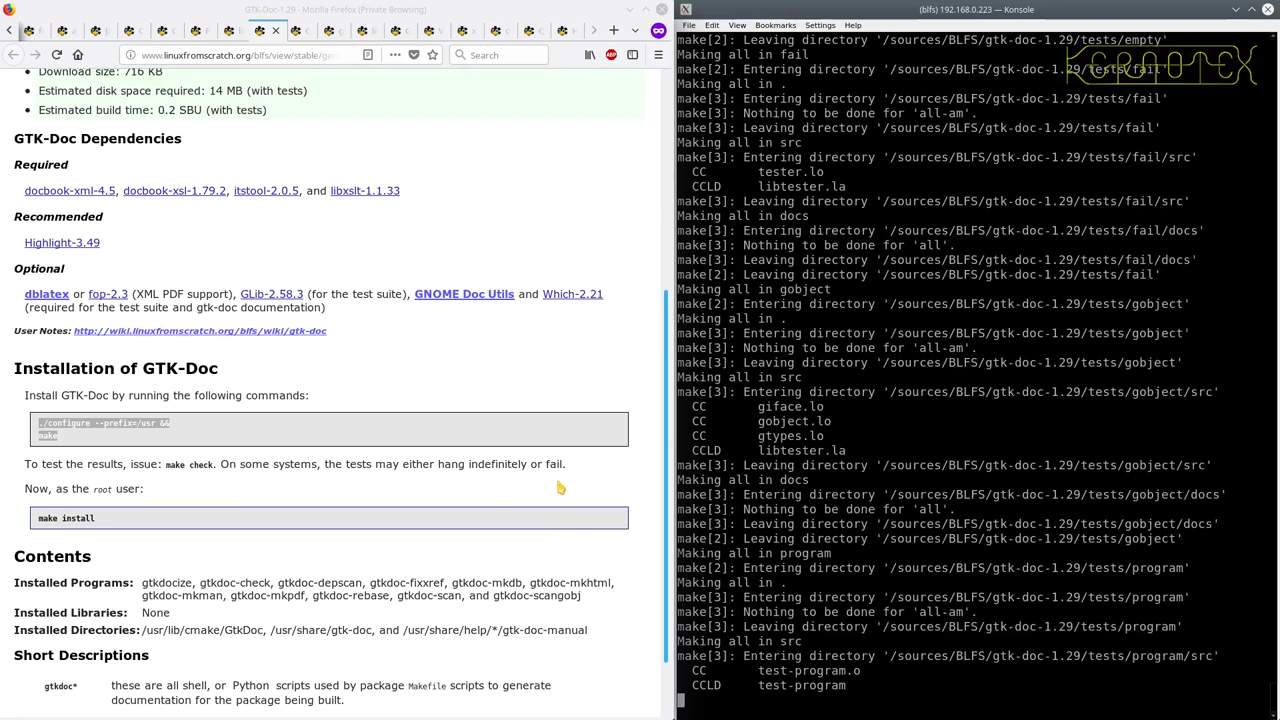 GTK-Doc-1.29 - Mozilla Firefox (Private Browsing)
www.linuxfromscratch.org/blfs/view/stable/ge
Search
Download size: 716 KB
Estimated disk space required: 14 MB (with tests)
Estimated build time: 0.2 SBU (with tests)
GTK-Doc Dependencies
Required
docbook-xml-4.5, docbook-xsl-1.79.2, itstool-2.0.5, and libxslt-1.1.33
Recommended
Highlight-3.49
Optional
dblatex or fop-2.3 (XML PDF support), GLib-2.58.3 (for the test suite), GNOME Doc Utils and Which-2.21
(required for the test suite and gtk-doc documentation)
User Notes: http://wiki.linuxfromscratch.org/blfs/wiki/gtk-doc
Installation of GTK-Doc
Install GTK-Doc by running the following commands:
./configure --prefix=/usr &&
make
To test the results, issue: make check. On some systems, the tests may either hang indefinitely or fail.
Now, as the root user:
make install
Contents
Installed Programs: gtkdocize, gtkdoc-check, gtkdoc-depscan, gtkdoc-fixxref, gtkdoc-mkdb, gtkdoc-mkhtml,
gtkdoc-mkman, gtkdoc-mkpdf, gtkdoc-rebase, gtkdoc-scan, and gtkdoc-scangobj
Installed Libraries: None
Installed Directories: /usr/lib/cmake/GtkDoc, /usr/share/gtk-doc, and /usr/share/help/*/gtk-doc-manual
Short Descriptions
gtkdoc* these are all shell, or Python scripts used by package Makefile scripts to generate
documentation for the package being built.
(blfs) 192.168.0.223 — Konsole
File Edit View Bookmarks Settings Help
make[2]: Leaving directory '/sources/BLFS/gtk-doc-1.29/tests/empty'
Making all in fail
make[2]: Entering directory '/sources/BLFS/gtk-doc-1.29/tests/fail'
Making all in .
make[3]: Entering directory '/sources/BLFS/gtk-doc-1.29/tests/fail'
make[3]: Nothing to be done for 'all-am'.
make[3]: Leaving directory '/sources/BLFS/gtk-doc-1.29/tests/fail'
Making all in src
make[3]: Entering directory '/sources/BLFS/gtk-doc-1.29/tests/fail/src'
CC tester.lo
CCLD libtester.la
make[3]: Leaving directory '/sources/BLFS/gtk-doc-1.29/tests/fail/src'
Making all in docs
make[3]: Entering directory '/sources/BLFS/gtk-doc-1.29/tests/fail/docs'
make[3]: Nothing to be done for 'all'.
make[3]: Leaving directory '/sources/BLFS/gtk-doc-1.29/tests/fail/docs'
make[2]: Leaving directory '/sources/BLFS/gtk-doc-1.29/tests/fail'
Making all in gobject
make[2]: Entering directory '/sources/BLFS/gtk-doc-1.29/tests/gobject'
Making all in .
make[3]: Entering directory '/sources/BLFS/gtk-doc-1.29/tests/gobject'
make[3]: Nothing to be done for 'all-am'.
make[3]: Leaving directory '/sources/BLFS/gtk-doc-1.29/tests/gobject'
Making all in src
make[3]: Entering directory '/sources/BLFS/gtk-doc-1.29/tests/gobject/src'
CC giface.lo
CC gobject.lo
CC gtypes.lo
CCLD libtester.la
make[3]: Leaving directory '/sources/BLFS/gtk-doc-1.29/tests/gobject/src'
Making all in docs
make[3]: Entering directory '/sources/BLFS/gtk-doc-1.29/tests/gobject/docs'
make[3]: Nothing to be done for 'all'.
make[3]: Leaving directory '/sources/BLFS/gtk-doc-1.29/tests/gobject/docs'
make[2]: Leaving directory '/sources/BLFS/gtk-doc-1.29/tests/gobject'
Making all in program
make[2]: Entering directory '/sources/BLFS/gtk-doc-1.29/tests/program'
Making all in .
make[3]: Entering directory '/sources/BLFS/gtk-doc-1.29/tests/program'
make[3]: Nothing to be done for 'all-am'.
make[3]: Leaving directory '/sources/BLFS/gtk-doc-1.29/tests/program'
Making all in src
make[3]: Entering directory '/sources/BLFS/gtk-doc-1.29/tests/program/src'
CC test-program.o
CCLD test-program
KERNOTEX